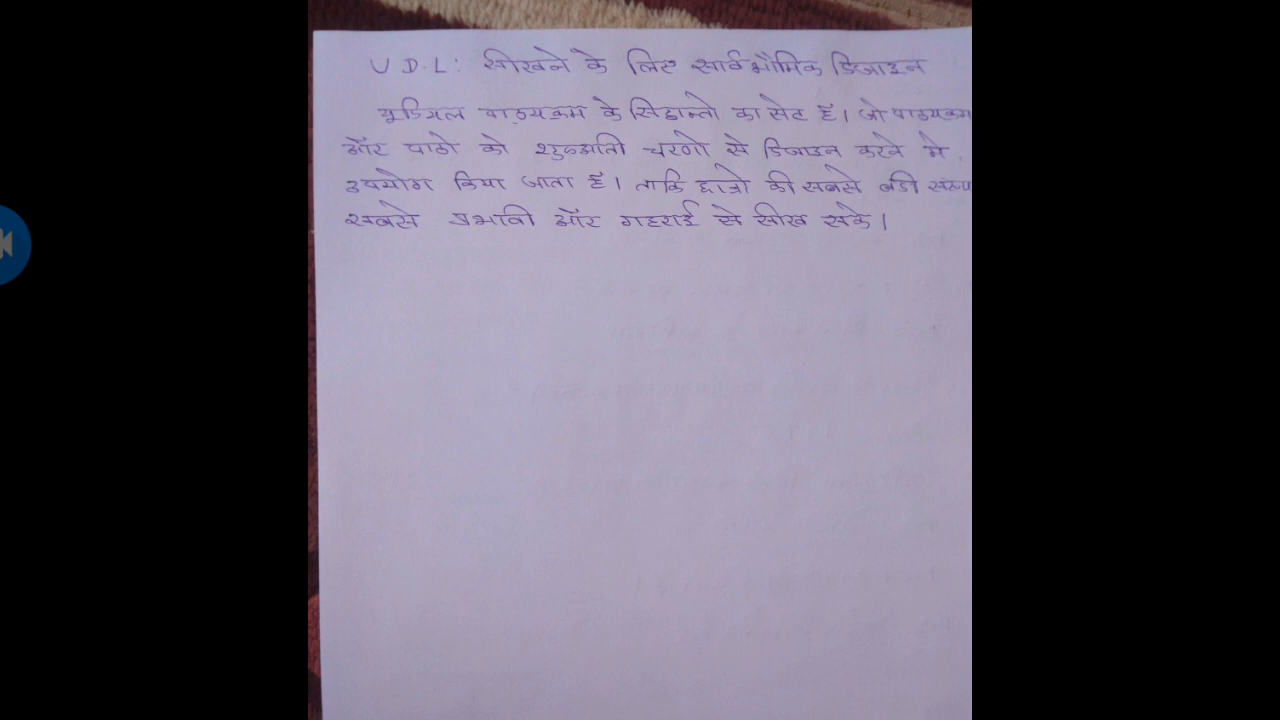 U D.L: सीखने के लिए सार्वभौमिक डिजाइन
यूडियल पाठ्यक्रम के सिद्वान्तो का सेट हैं। जो पाठ्यक्रम
और पाठो को शुरुआती चरणो से डिजाइन करने मे
उपयोग किया जाता हैं। ताकि छात्रो की सबसे बडी
सबसे प्रभावी और गहराई से सीख सके।